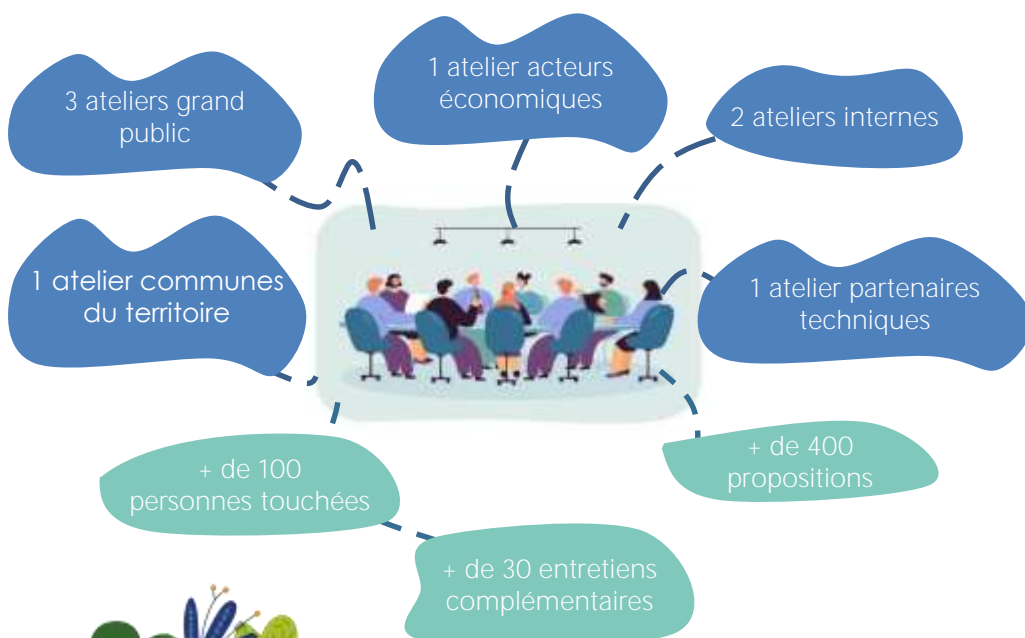 3 ateliers grand
public
1 atelier acteurs
économiques
2 ateliers internes
1 atelier communes
du territoire
1 atelier partenaires
techniques
+ de 100
personnes touchées
+ de 400
propositions
+ de 30 entretiens
complémentaires